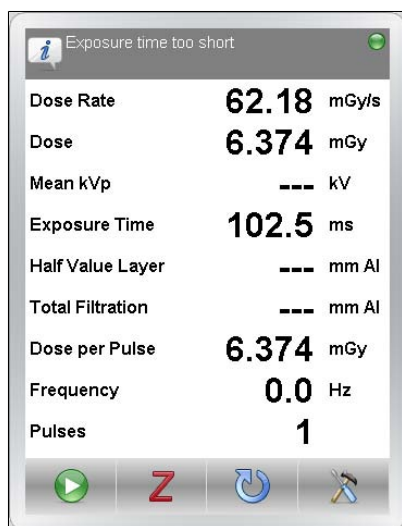 Exposure time too
short
Dose Rate 62.18 mGy/s
Dose 6.374 mGy
Mean kVp --- kV
Exposure Time 102.5 ms
Half Value Layer --- mm Al
Total Filtration --- mm Al
Dose per Pulse 6.374 mGy
Frequency 0.0 Hz
Pulses 1
Z